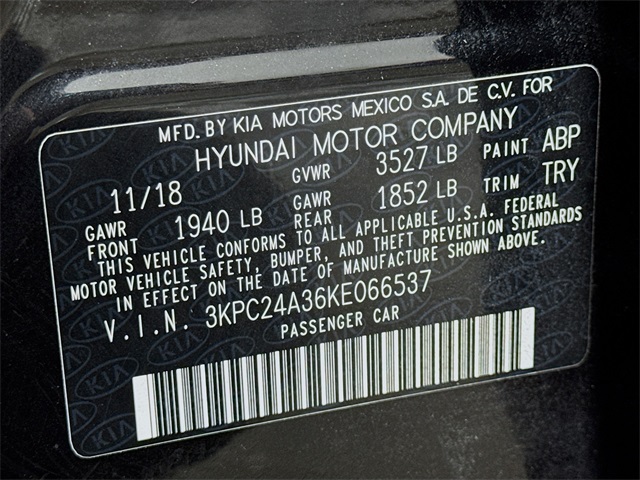 MFD. BY KIA MOTORS MEXICO S.A. DE C.V. FOR
HYUNDAI MOTOR COMPANY
11/18 GVWR 3527 LB PAINT ABP
GAWR FRONT 1940 LB GAWR REAR 1852 LB TRIM TRY
THIS VEHICLE CONFORMS TO ALL APPLICABLE U.S.A. FEDERAL
MOTOR VEHICLE SAFETY, BUMPER, AND THEFT PREVENTION STANDARDS
IN EFFECT ON THE DATE OF MANUFACTURE SHOWN ABOVE.
V.I.N. 3KPC24A36KE066537
PASSENGER CAR